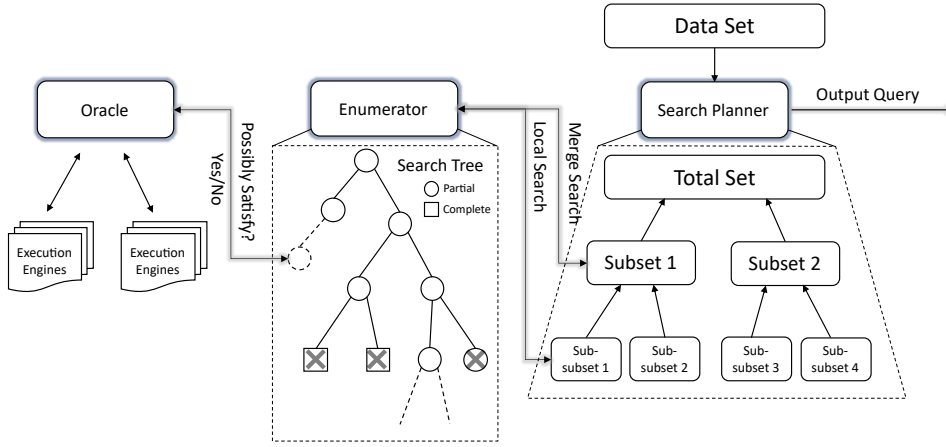 Data Set
Oracle
Enumerator
Search Planner
Output Query
Possibly Satisfy?
Yes/No
Search Tree
Partial
Complete
Local Search
Merge Search
Total Set
Execution
Engines
Execution
Engines
Subset 1
Subset 2
Sub-
subset 1
Sub-
subset 2
Sub-
subset 3
Sub-
subset 4